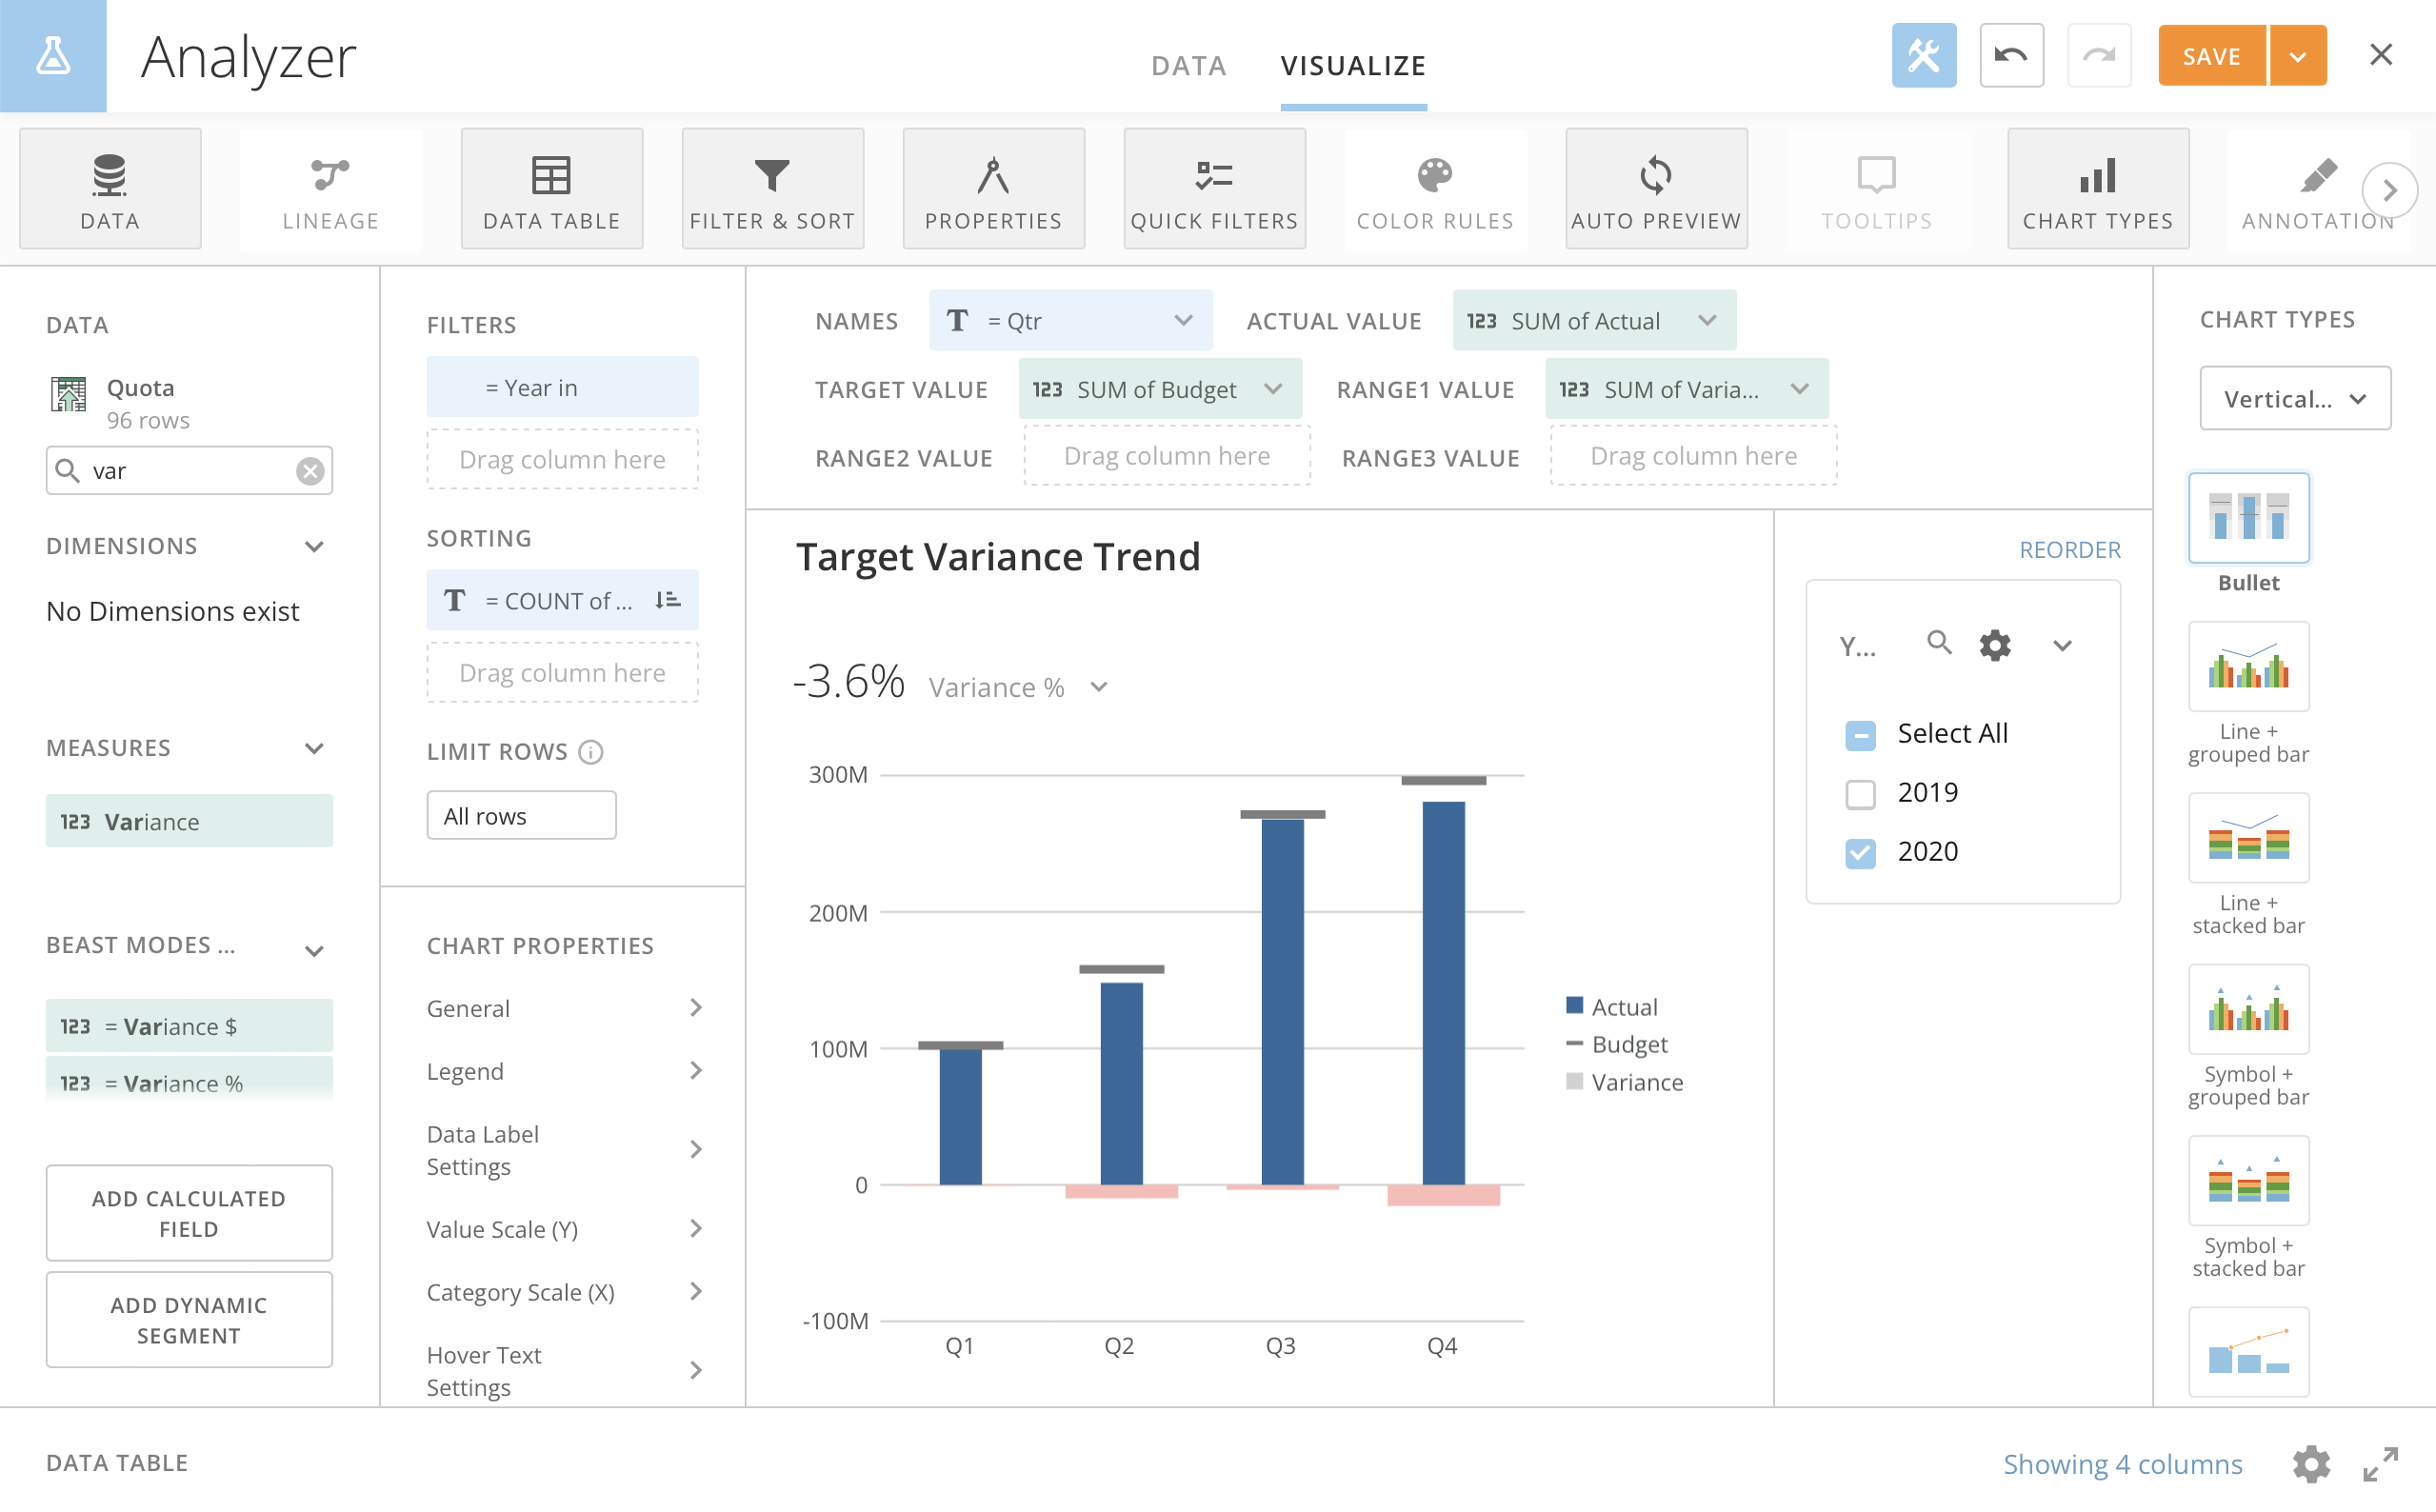 Analyzer
DATA
VISUALIZE
SAVE
DATA
LINEAGE
DATA TABLE
FILTER & SORT
PROPERTIES
QUICK FILTERS
COLOR RULES
AUTO PREVIEW
TOOLTIPS
CHART TYPES
ANNOTATION
DATA
Quota
96 rows
var
DIMENSIONS
No Dimensions exist
MEASURES
123 Variance
BEAST MODES ...
123 = Variance $
123 = Variance %
ADD CALCULATED
FIELD
ADD DYNAMIC
SEGMENT
FILTERS
= Year in
Drag column here
SORTING
T = COUNT of ...
Drag column here
LIMIT ROWS
All rows
CHART PROPERTIES
General
Legend
Data Label
Settings
Value Scale (Y)
Category Scale (X)
Hover Text
Settings
NAMES T = Qtr ACTUAL VALUE 123 SUM of Actual
TARGET VALUE 123 SUM of Budget RANGE1 VALUE 123 SUM of Varia...
RANGE2 VALUE Drag column here RANGE3 VALUE Drag column here
Target Variance Trend
-3.6% Variance %
300M
200M
100M
0
-100M
Q1 Q2 Q3 Q4
Actual
Budget
Variance
REORDER
Y...
Select All
2019
2020
CHART TYPES
Vertical...
Bullet
Line +
grouped bar
Line +
stacked bar
Symbol +
grouped bar
Symbol +
stacked bar
DATA TABLE
Showing 4 columns